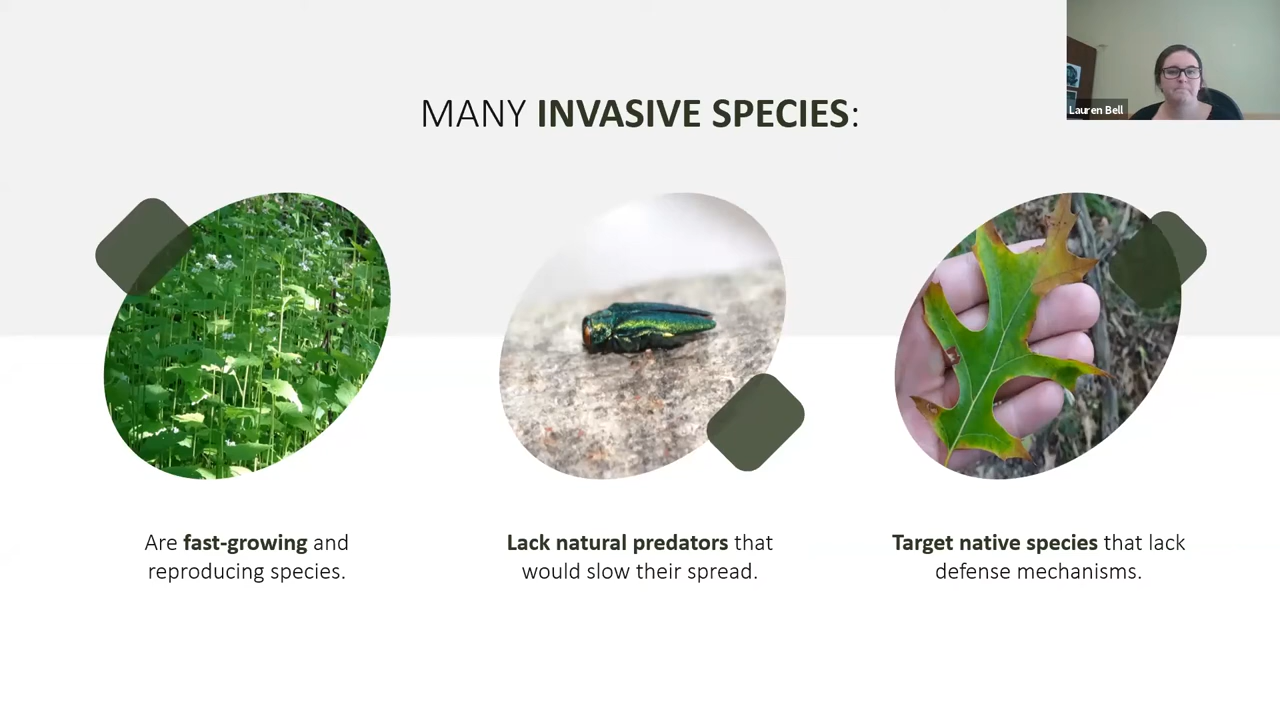 Lauren Bell
MANY INVASIVE SPECIES:
Are fast-growing and
reproducing species.
Lack natural predators that
would slow their spread.
Target native species that lack
defense mechanisms.